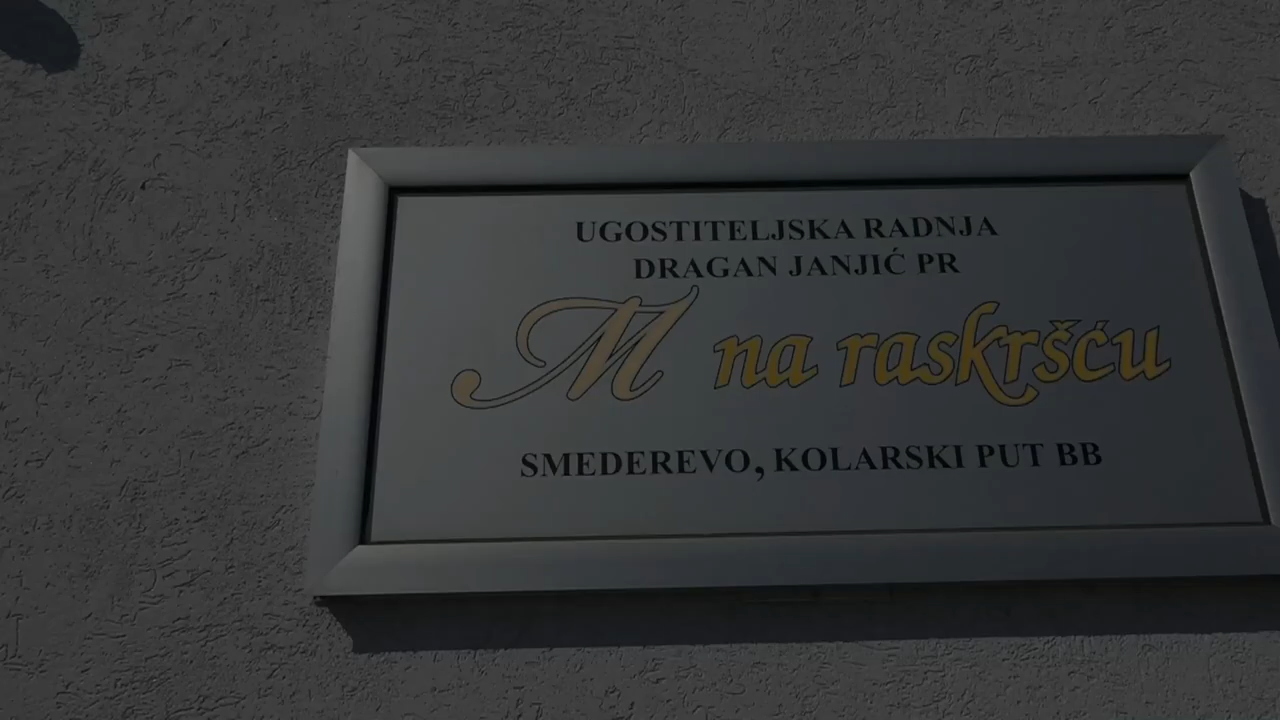 UGOSTITELJSKA RADNJA
DRAGAN JANJIĆ PR
M na raskršću
SMEDEREVO, KOLARSKI PUT BB